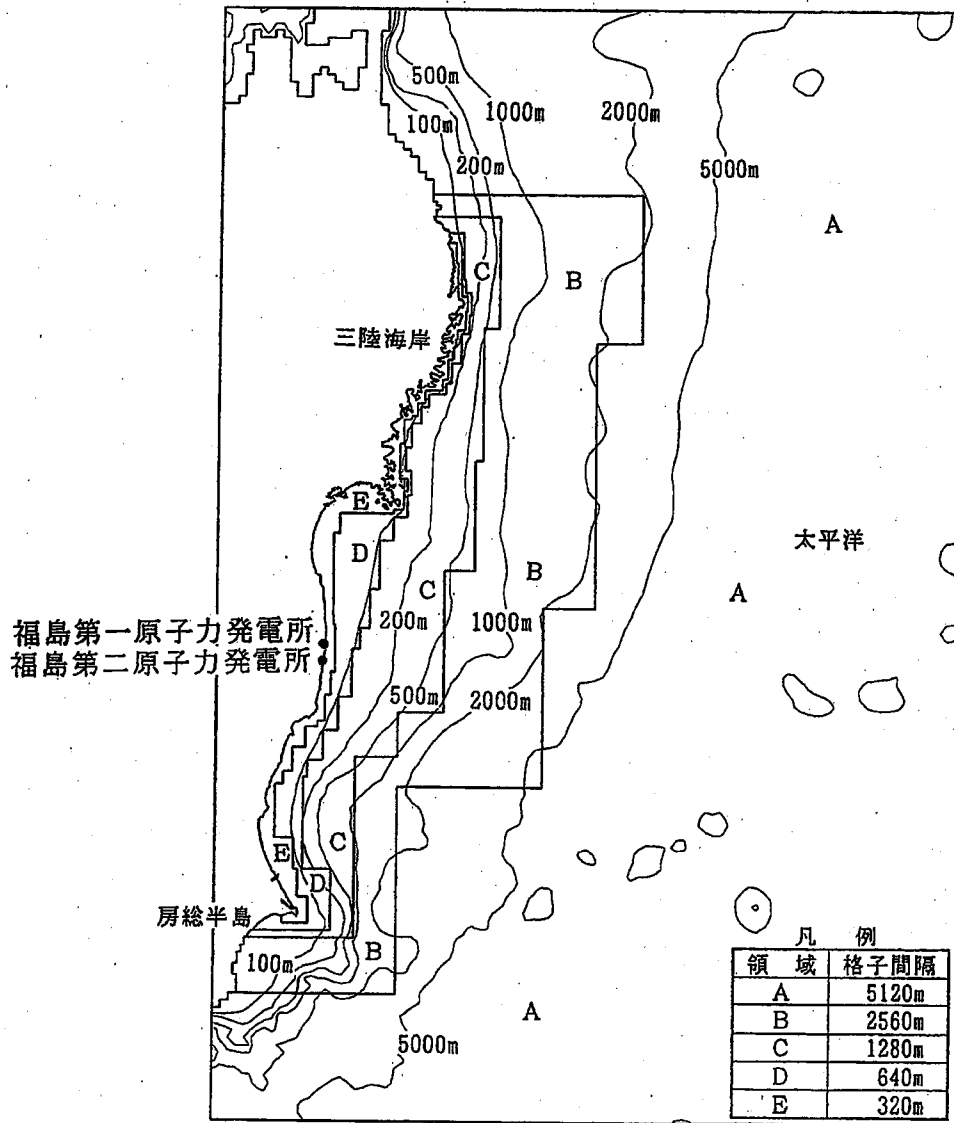 500m
1000m
2000m
100m
200m
5000m
A
C
B
三陸海岸
E
D
太平洋
B
A
C
200m
1000m
福島第一原子力発電所
福島第二原子力発電所
500m
2000m
C
E
D
房総半島
B
100m
A
5000m
凡例
領域 格子間隔
A 5120m
B 2560m
C 1280m
D 640m
E 320m